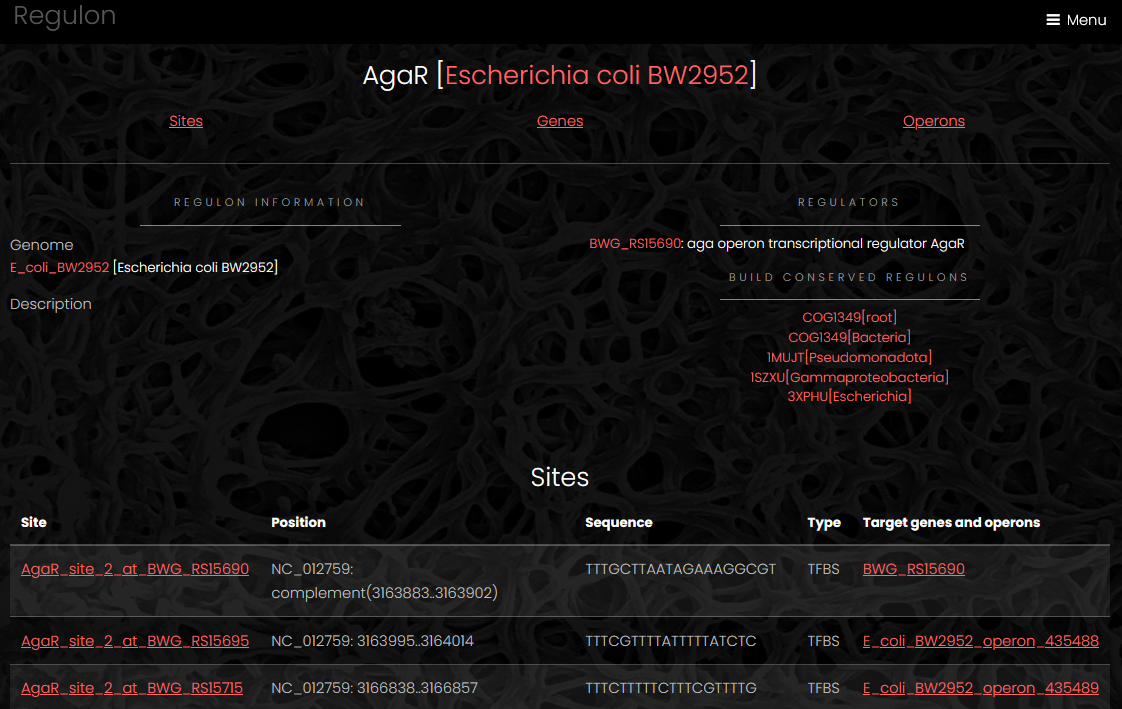 Regulon
Menu
AgaR [Escherichia coli BW2952]
Sites Genes Operons
REGULON INFORMATION
Genome
E_coli_BW2952 [Escherichia coli BW2952]
Description
REGULATORS
BWG_RS15690: aga operon transcriptional regulator AgaR
BUILD CONSERVED REGULONS
COG1349[root]
COG1349[Bacteria]
1MUJT[Pseudomonadota]
1SZXU[Gammaproteobacteria]
3XPHU[Escherichia]
Sites
Site Position Sequence Type Target genes and operons
AgaR_site_2_at_BWG_RS15690 NC_012759: TTTGCTTAATAGAAAGGCGT TFBS BWG_RS15690
complement(3163883..3163902)
AgaR_site_2_at_BWG_RS15695 NC_012759: 3163995..3164014 TTTCGTTTTATTTTTATCTC TFBS E_coli_BW2952_operon_435488
AgaR_site_2_at_BWG_RS15715 NC_012759: 3166838..3166857 TTTCTTTTTCTTTCGTTTTG TFBS E_coli_BW2952_operon_435489